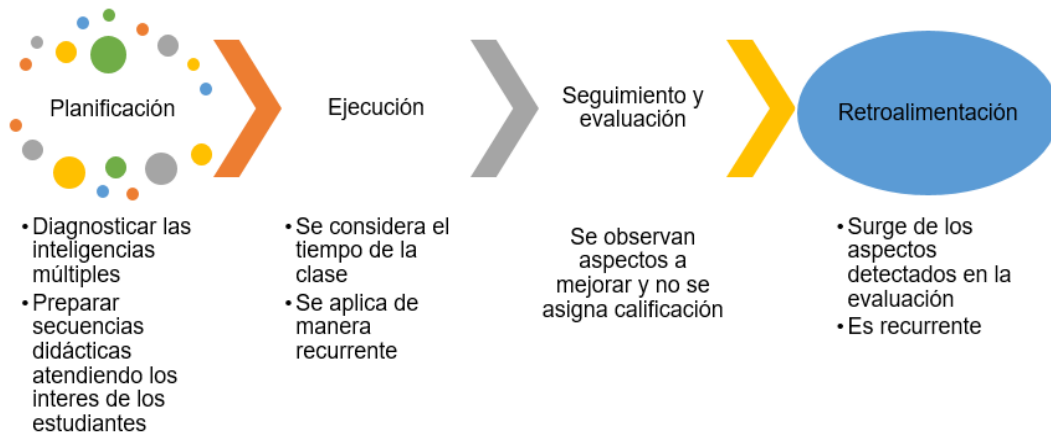 Planificación
Ejecución
Seguimiento y
evaluación
Retroalimentación
• Diagnosticar las
inteligencias
múltiples
• Preparar
secuencias
didácticas
atendiendo los
interes de los
estudiantes
• Se considera el
tiempo de la
clase
• Se aplica de
manera
recurrente
Se observan
aspectos a
mejorar y no se
asigna calificación
• Surge de los
aspectos
detectados en la
evaluación
• Es recurrente